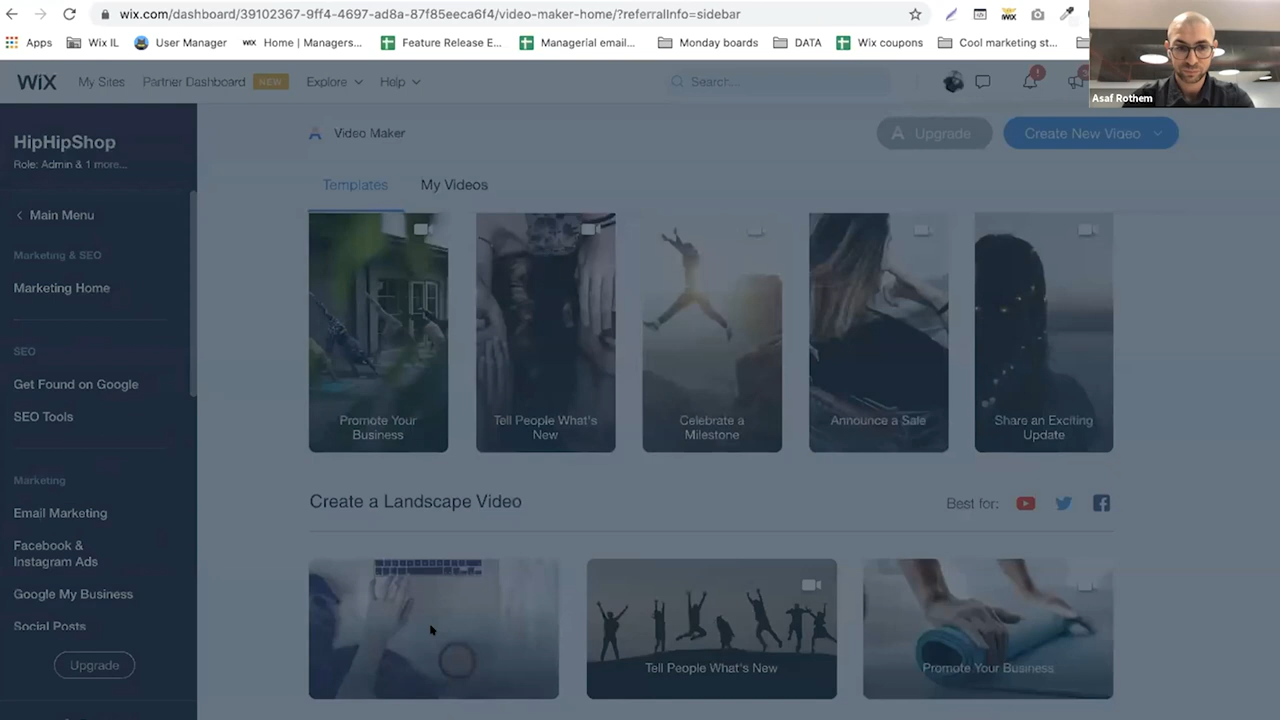 wix.com/dashboard/39102367-9ff4-4697-ad8a-87f85eeca6f4/video-maker-home/?referralInfo=sidebar
Apps Wix IL User Manager WiX Home | Managers... Feature Release E... Managerial email... Monday boards DATA Wix coupons Cool marketing st...
WiX My Sites Partner Dashboard NEW Explore Help Search...
Asaf Rothem
HipHipShop
Role: Admin & 1 more...
Main Menu
Marketing & SEO
Marketing Home
SEO
Get Found on Google
SEO Tools
Marketing
Email Marketing
Facebook &
Instagram Ads
Google My Business
Social Posts
Upgrade
Video Maker
Upgrade
Create New Video
Templates My Videos
Promote Your
Business
Tell People What's
New
Celebrate a
Milestone
Announce a Sale
Share an Exciting
Update
Create a Landscape Video
Best for:
Tell People What's New
Promote Your Business